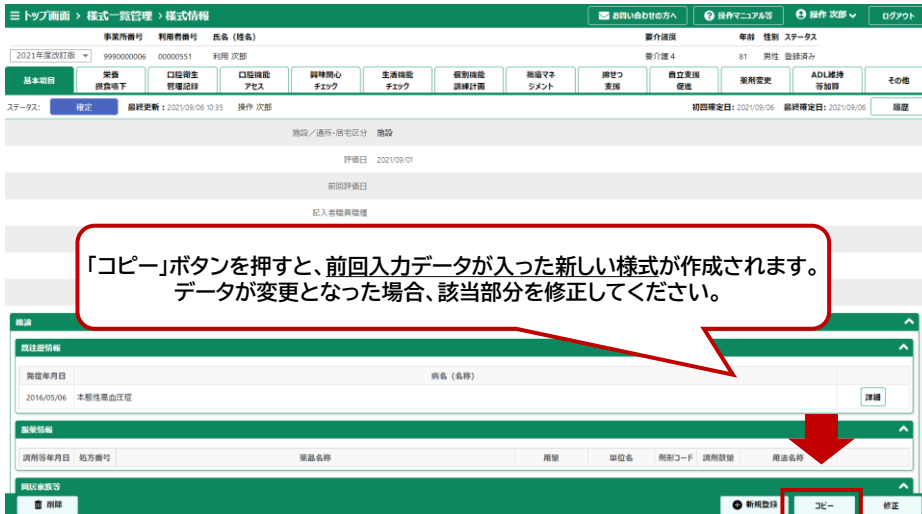 トップ画面 > 様式一覧管理 > 様式情報
お問い合わせの方へ
操作マニュアル等
操作 次郎
ログアウト
事業所番号 利用者番号 氏名（姓名） 要介護度 年齢 性別 ステータス
2021年度改訂版 9990000006 00000551 利用 次郎 要介護４ 81 男性 登録済み
基本項目
栄養
摂食嚥下
口腔衛生
管理記録
口腔機能
アセス
興味関心
チェック
生活機能
チェック
個別機能
訓練計画
褥瘡マネ
ジメント
排せつ
支援
自立支援
促進
薬剤変更
ADL維持
等加算
その他
ステータス: 確定 最終更新：2021/09/06 10:35 操作 次郎 初回確定日: 2021/09/06 最終確定日: 2021/09/06 履歴
施設／通所・居宅区分 施設
評価日 2021/09/01
前回評価日
記入者職員職種
「コピー」ボタンを押すと、前回入力データが入った新しい様式が作成されます。
データが変更となった場合、該当部分を修正してください。
総論
既往歴情報
発症年月日 病名（名称）
2016/05/06 本態性高血圧症 詳細
服薬情報
調剤等年月日 処方番号 薬品名称 用量 単位名 剤形コード 調剤数量 用法名称
同居家族等
削除 新規登録 コピー 修正